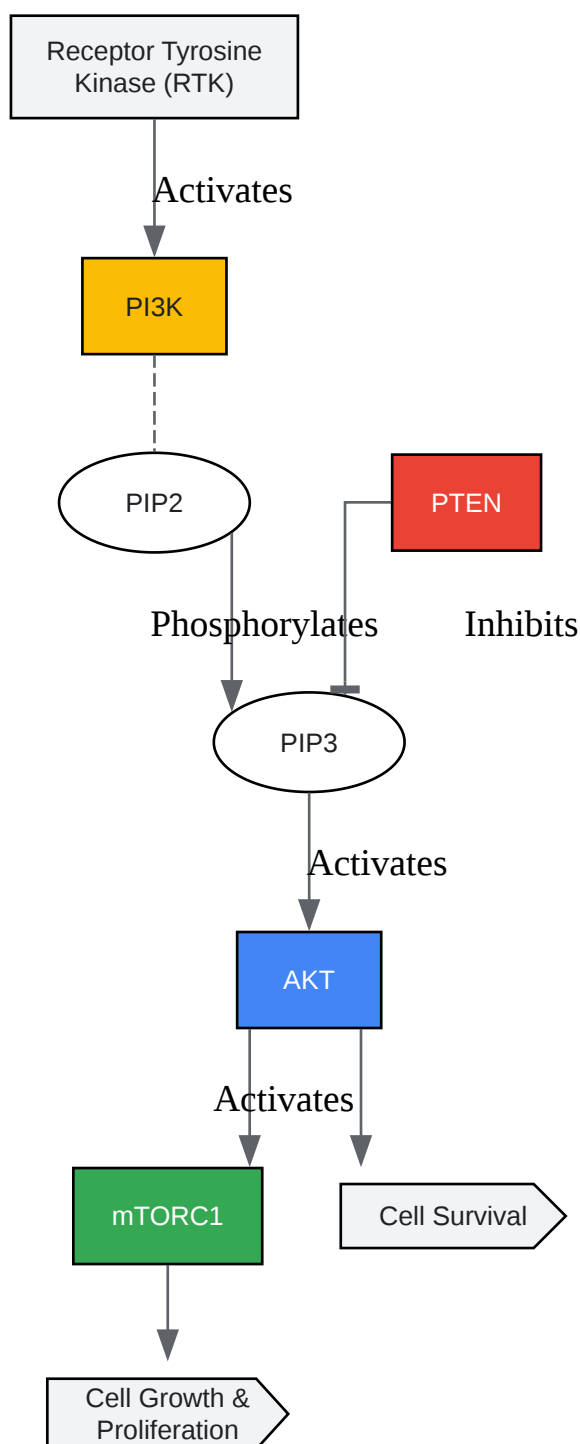 Receptor Tyrosine
Kinase (RTK)
Activates
PI3K
PIP2
PTEN
Phosphorylates
Inhibits
PIP3
Activates
AKT
Activates
mTORC1
Cell Survival
Cell Growth &
Proliferation